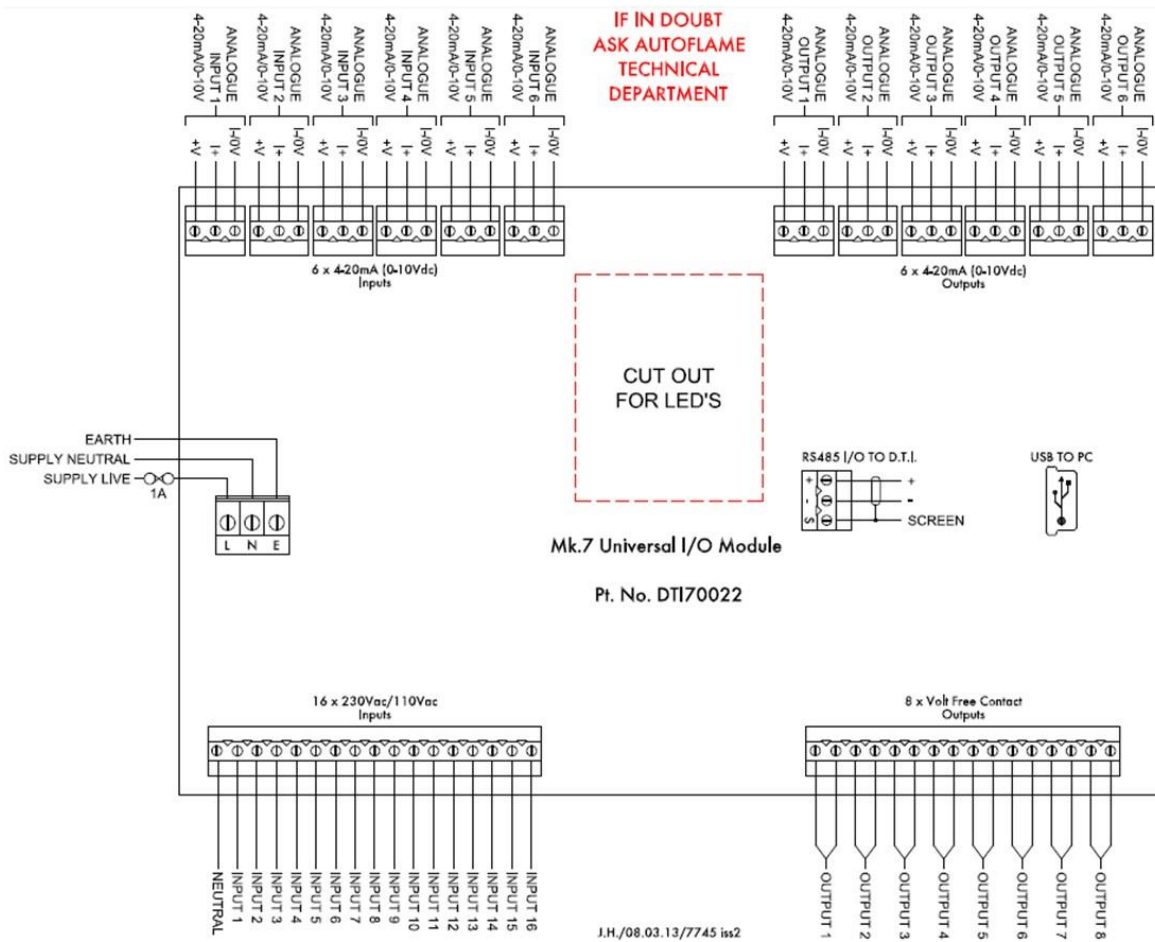 ANALOGUE
INPUT 1
4-20mA/0-10V
ANALOGUE
INPUT 2
4-20mA/0-10V
ANALOGUE
INPUT 3
4-20mA/0-10V
ANALOGUE
INPUT 4
4-20mA/0-10V
ANALOGUE
INPUT 5
4-20mA/0-10V
ANALOGUE
INPUT 6
4-20mA/0-10V
IF IN DOUBT
ASK AUTOFLAME
TECHNICAL
DEPARTMENT
ANALOGUE
OUTPUT 1
4-20mA/0-10V
ANALOGUE
OUTPUT 2
4-20mA/0-10V
ANALOGUE
OUTPUT 3
4-20mA/0-10V
ANALOGUE
OUTPUT 4
4-20mA/0-10V
ANALOGUE
OUTPUT 5
4-20mA/0-10V
ANALOGUE
OUTPUT 6
4-20mA/0-10V
+V I+ I-/0V +V I+ I-/0V +V I+ I-/0V +V I+ I-/0V +V I+ I-/0V +V I+ I-/0V
+V I+ I-/0V +V I+ I-/0V +V I+ I-/0V +V I+ I-/0V +V I+ I-/0V +V I+ I-/0V
6 x 4-20mA (0-10Vdc)
Inputs
6 x 4-20mA (0-10Vdc)
Outputs
CUT OUT
FOR LED'S
EARTH
SUPPLY NEUTRAL
SUPPLY LIVE
1A
L N E
RS485 I/O TO D.T.I.
+ +
- -
S SCREEN
USB TO PC
Mk.7 Universal I/O Module
Pt. No. DTI70022
16 x 230Vac/110Vac
Inputs
8 x Volt Free Contact
Outputs
NEUTRAL
INPUT 1
INPUT 2
INPUT 3
INPUT 4
INPUT 5
INPUT 6
INPUT 7
INPUT 8
INPUT 9
INPUT 10
INPUT 11
INPUT 12
INPUT 13
INPUT 14
INPUT 15
INPUT 16
OUTPUT 1
OUTPUT 2
OUTPUT 3
OUTPUT 4
OUTPUT 5
OUTPUT 6
OUTPUT 7
OUTPUT 8
J.H./08.03.13/7745 iss2